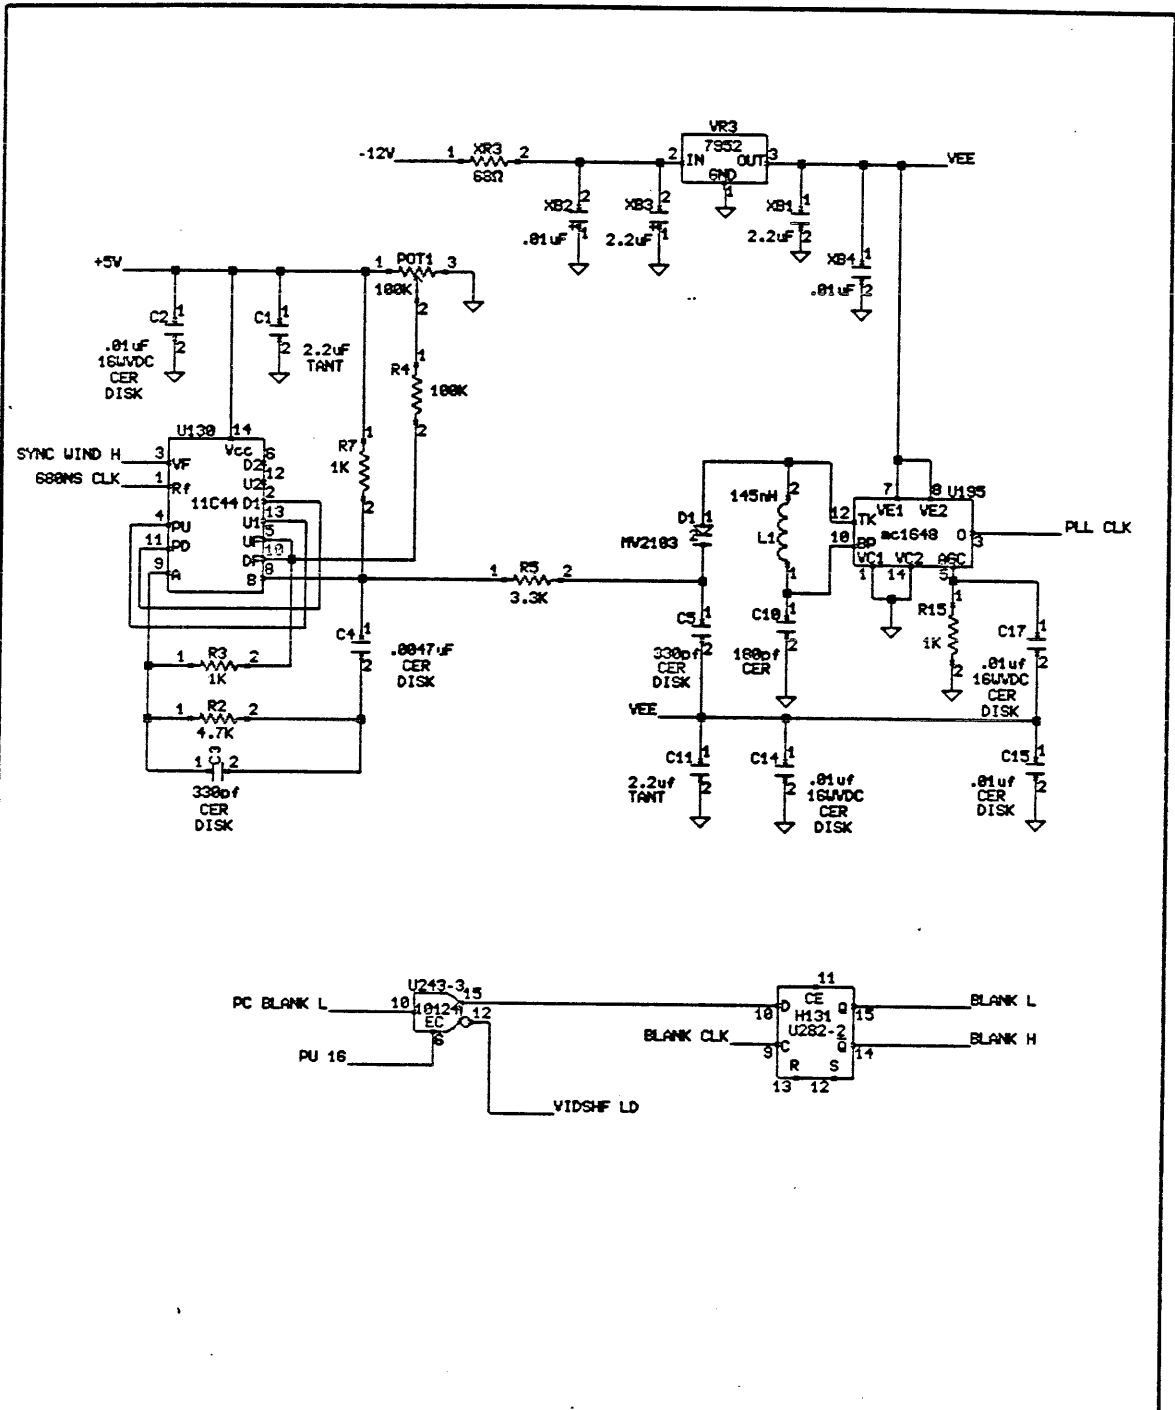 VR3
7952
-12V 1 XR3 2 2 IN OUT 3 VEE
68Ω GND
1
XB2 2 1
.01uF
XB3 2 1
2.2uF
XB1 1 2
2.2uF
XB4 1 2
.01uF
+5V 1 POT1 3
100K
2
C2 1 2
.01uF
16WVDC
CER
DISK
C1 1 2
2.2uF
TANT
R4 1 2
100K
R7 1 2
1K
U130 14
Vcc
SYNC WIND H 3 VF D2 6
680NS CLK 1 Rf U2 12
11C44 D1 2
4 PU U1 13
11 PD UF 5
DF 10
9 A B 8
1 R5 2
3.3K
D1 1 2
MV2103
145nH
2
L1
1
7 8 U195
VE1 VE2
12 TK
mc1648
10 BP O 3 PLL CLK
VC1 VC2 AGC
1 14 5
R15 1 2
1K
C17 1 2
.01uf
16WVDC
CER
DISK
C5 1 2
330pf
CER
DISK
C10 1 2
180pf
CER
C4 1 2
.0047uF
CER
DISK
1 R3 2
1K
1 R2 2
4.7K
1 C3 2
330pf
CER
DISK
VEE
C11 1 2
2.2uf
TANT
C14 1 2
.01uf
16WVDC
CER
DISK
C15 1 2
.01uf
CER
DISK
U243-3
PC BLANK L 10 10124 15
EC 12
6
PU 16
VIDSHF LD
11
CE
10 D Q 15 BLANK L
H131
U282-2
BLANK CLK 9 C Q 14 BLANK H
R S
13 12